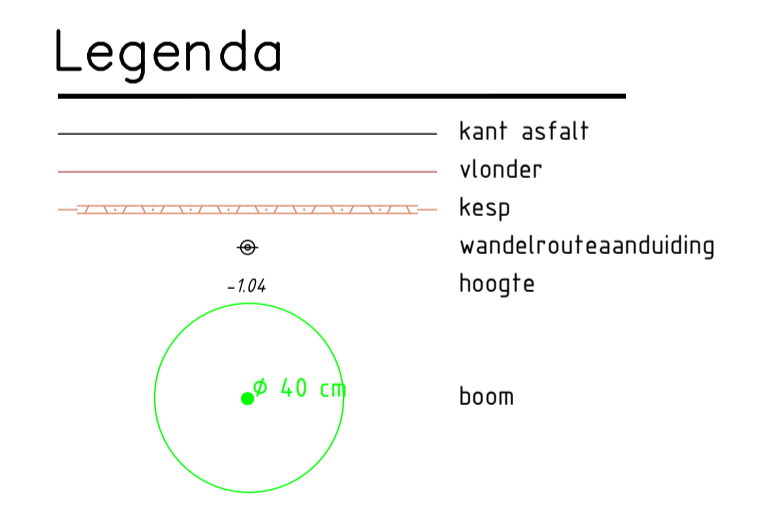 Legenda
kant asfalt
vlonder
kesp
wandelrouteaanduiding
-1.04 hoogte
Ø 40 cm boom